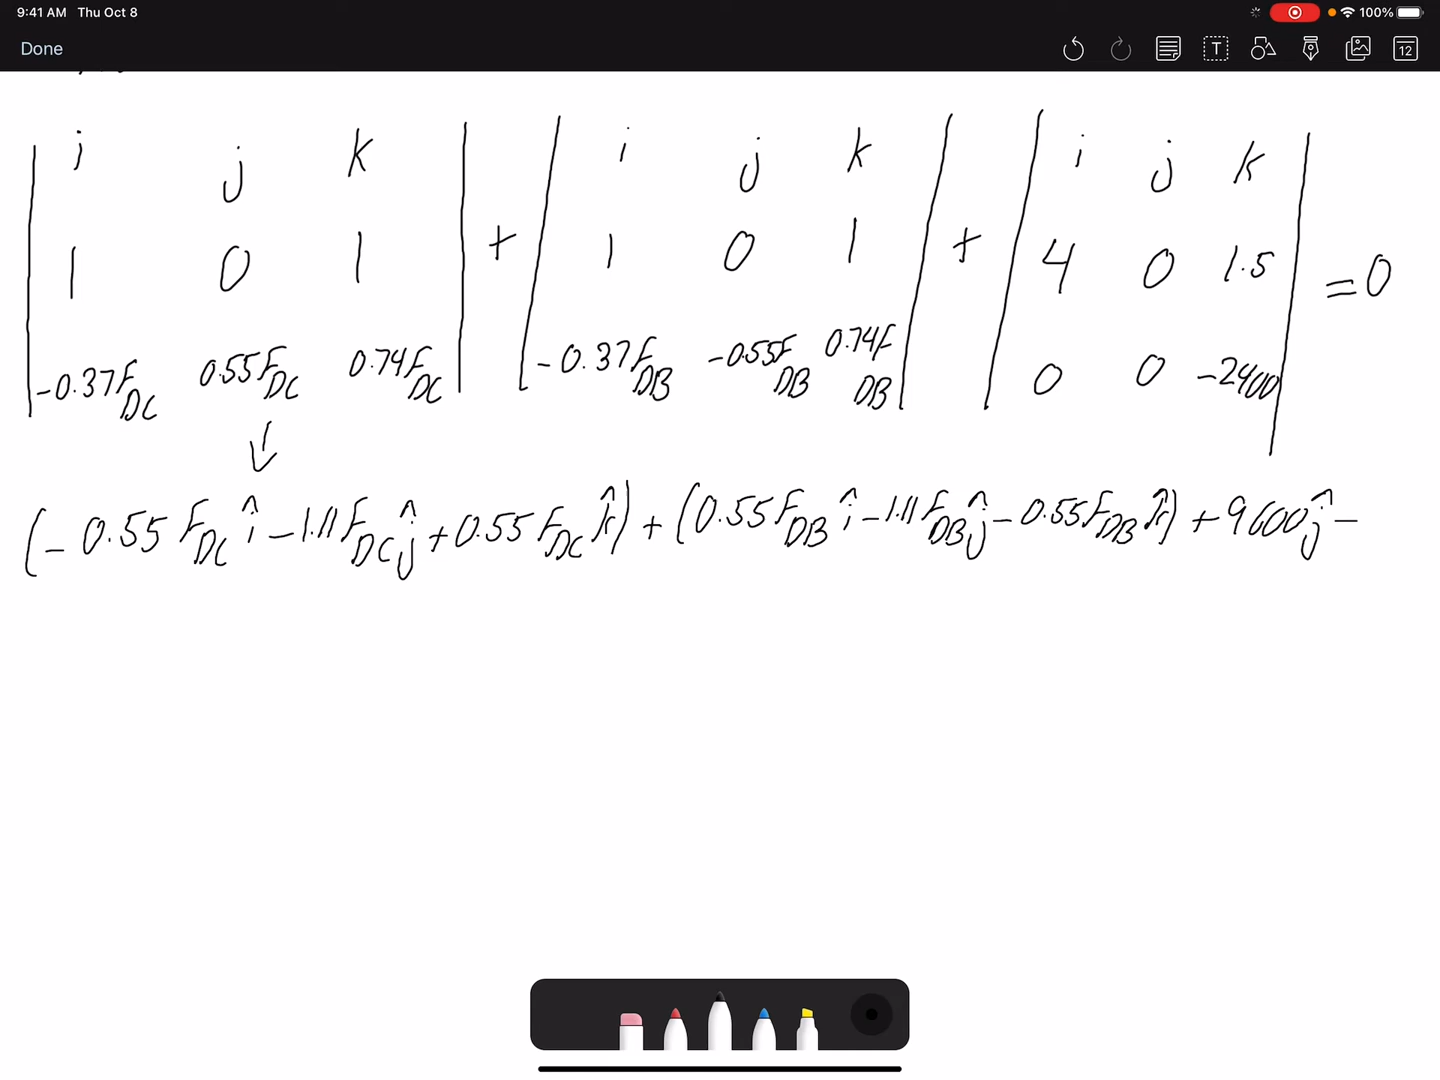 9:41 AM Thu Oct 8 100%
Done T 12
| i j k | + | i j k | + | i j k |
| 1 0 1 | + | 1 0 1 | + | 4 0 1.5 | = 0
| -0.37F_DC 0.55F_DC 0.74F_DC | | -0.37F_DB -0.55F_DB 0.74F_DB | | 0 0 -2400 |
↓
(-0.55 F_DC î - 1.11 F_DC ĵ + 0.55 F_DC k̂) + (0.55 F_DB î - 1.11 F_DB ĵ - 0.55 F_DB k̂) + 9600 ĵ -